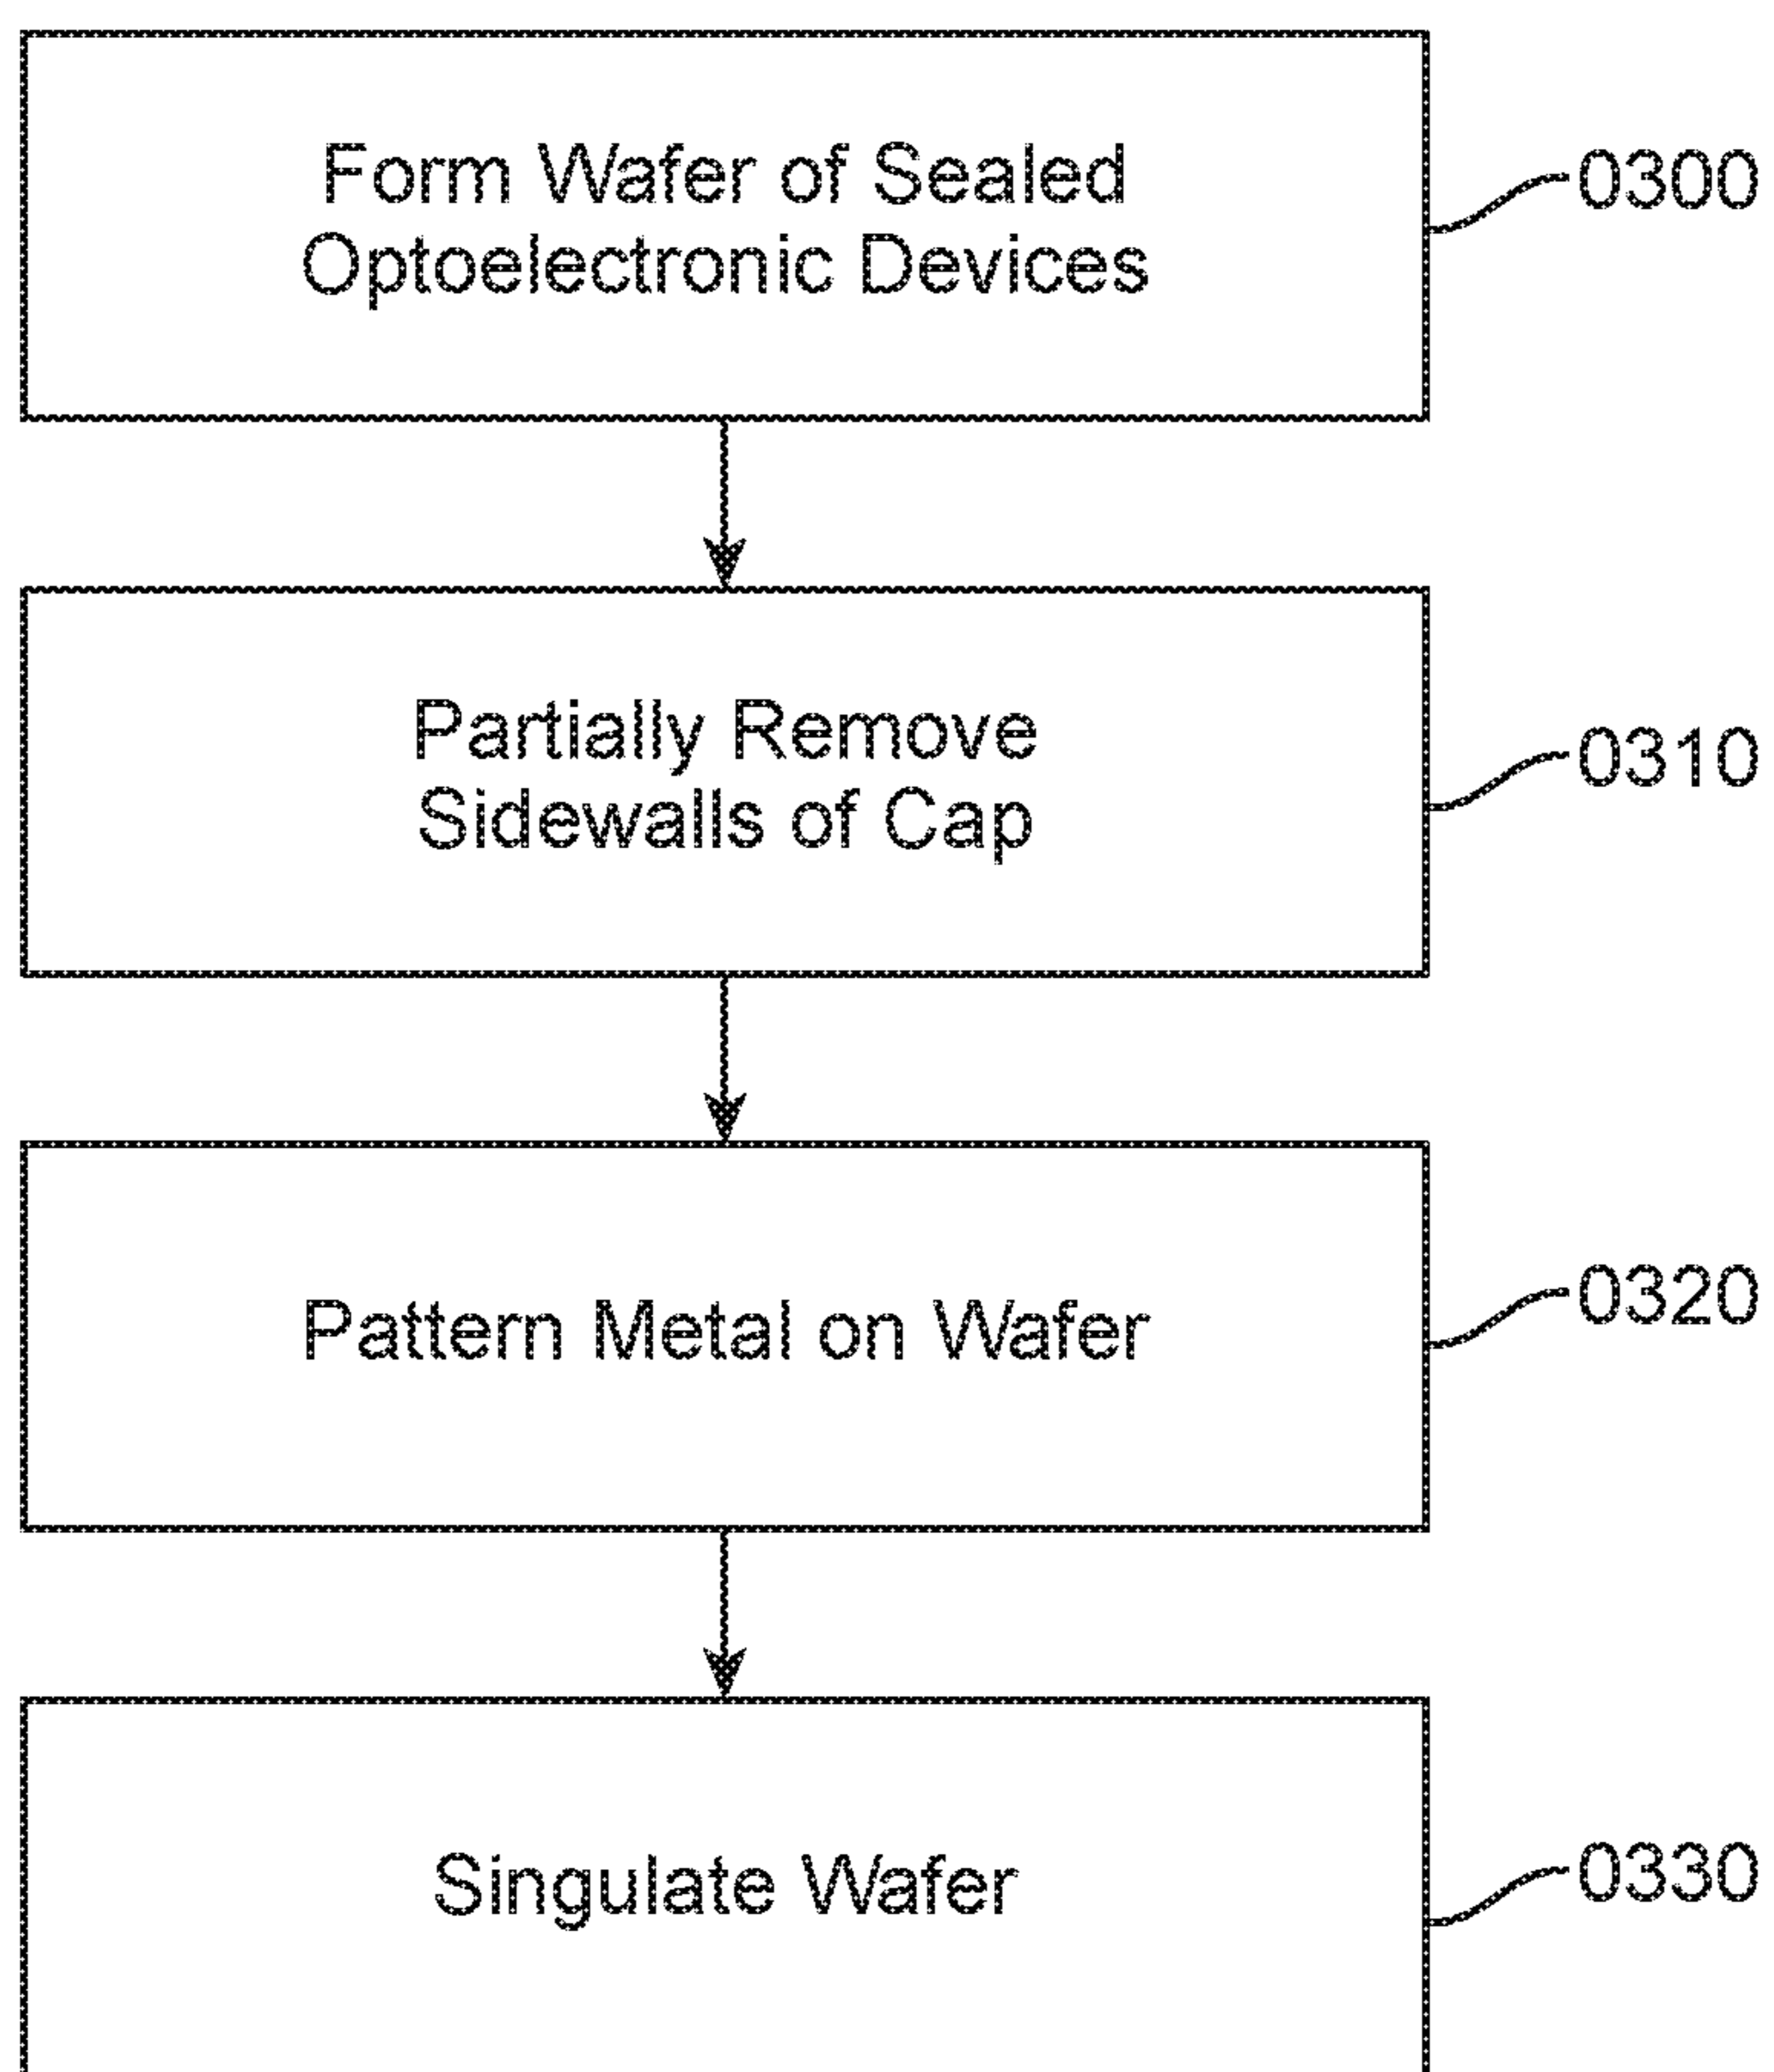 Form Wafer of Sealed
Optoelectronic Devices
0300
Partially Remove
Sidewalls of Cap
0310
Pattern Metal on Wafer
0320
Singulate Wafer
0330